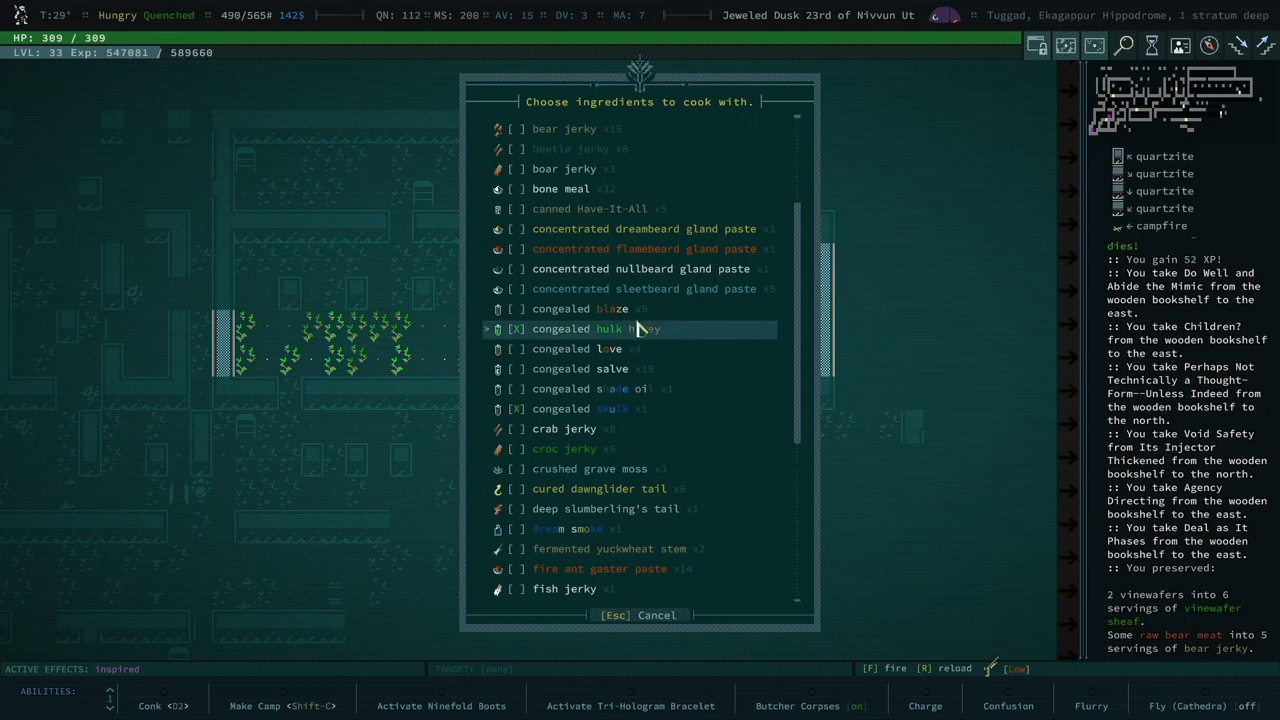 T:29° Hungry Quenched 490/565# 142$ QN: 112 MS: 200 AV: 15 DV: 3 MA: 7 Jeweled Dusk 23rd of Nivvun Ut Tuggad, Ekagappur Hippodrome, 1 stratum deep
HP: 309 / 309
LVL: 33 Exp: 547081 / 589660
Choose ingredients to cook with.
[ ] bear jerky x15
[ ] beetle jerky x8
[ ] boar jerky x3
[ ] bone meal x32
[ ] canned Have-It-All x5
[ ] concentrated dreambeard gland paste x1
[ ] concentrated flamebeard gland paste x1
[ ] concentrated nullbeard gland paste x1
[ ] concentrated sleetbeard gland paste x5
[ ] congealed blaze x5
> [X] congealed hulk
[ ] congealed love x4
[ ] congealed salve x19
[ ] congealed shade oil x1
[X] congealed skulk x1
[ ] crab jerky x8
[ ] croc jerky x6
[ ] crushed grave moss x3
[ ] cured dawnglider tail x6
[ ] deep slumberling's tail x1
[ ] dream smoke x1
[ ] fermented yuckwheat stem x2
[ ] fire ant gaster paste x14
[ ] fish jerky x1
[Esc] Cancel
quartzite
quartzite
quartzite
quartzite
campfire
dies!
:: You gain 52 XP!
:: You take Do Well and
Abide the Mimic from the
wooden bookshelf to the
east.
:: You take Children?
from the wooden bookshelf
to the east.
:: You take Perhaps Not
Technically a Thought-
Form--Unless Indeed from
the wooden bookshelf to
the north.
:: You take Void Safety
from Its Injector
Thickened from the wooden
bookshelf to the north.
:: You take Agency
Directing from the wooden
bookshelf to the east.
:: You take Deal as It
Phases from the wooden
bookshelf to the east.
:: You preserved:
2 vinewafers into 6
servings of vinewafer
sheaf.
Some raw bear meat into 5
servings of bear jerky.
ACTIVE EFFECTS: inspired TARGET: [none] [F] fire [R] reload [Low]
ABILITIES: 1 Conk <02> Make Camp <Shift-C> Activate Ninefold Boots Activate Tri-Hologram Bracelet Butcher Corpses [on] Charge Confusion Flurry Fly (Cathedra) [off]